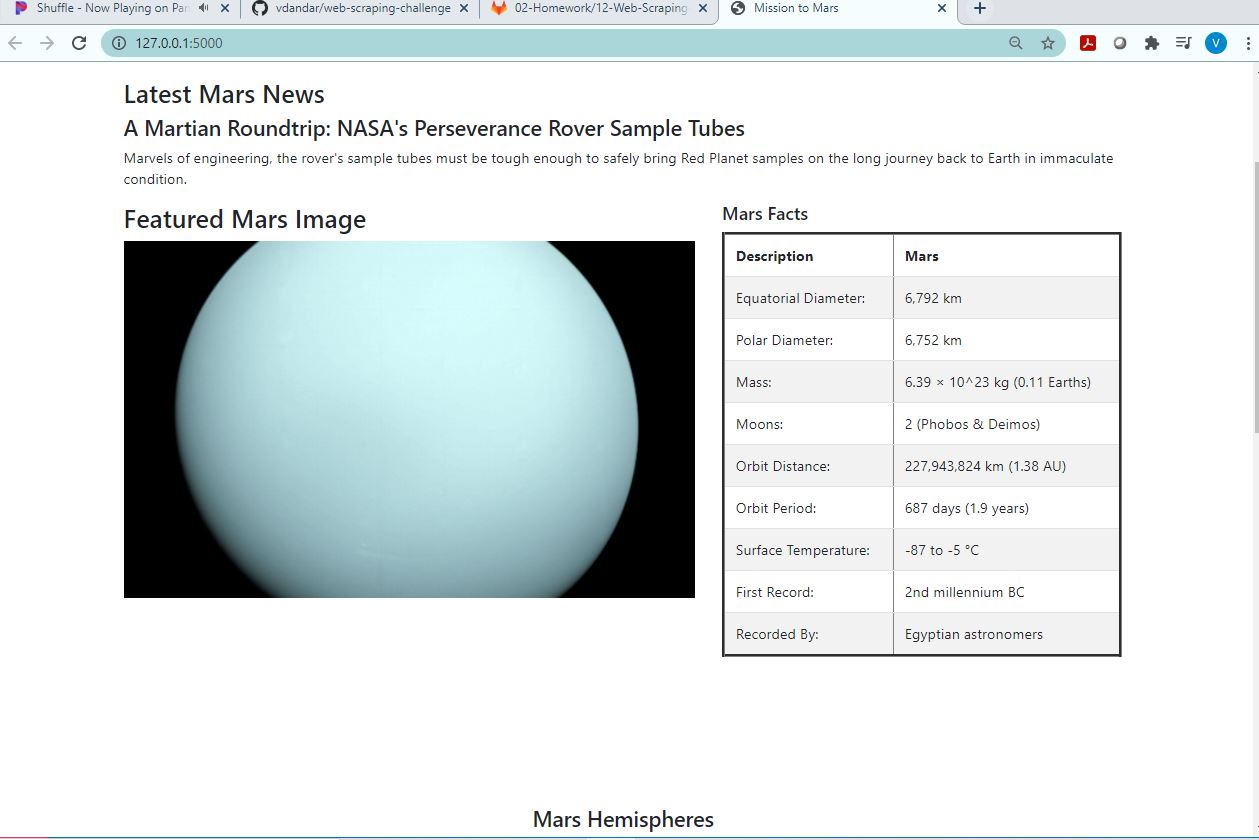 Shuffle - Now Playing on Pan
vdandar/web-scraping-challenge
02-Homework/12-Web-Scraping
Mission to Mars
127.0.0.1:5000
V
Latest Mars News
A Martian Roundtrip: NASA's Perseverance Rover Sample Tubes
Marvels of engineering, the rover's sample tubes must be tough enough to safely bring Red Planet samples on the long journey back to Earth in immaculate
condition.
Featured Mars Image
Mars Facts
Description Mars
Equatorial Diameter: 6,792 km
Polar Diameter: 6,752 km
Mass: 6.39 × 10^23 kg (0.11 Earths)
Moons: 2 (Phobos & Deimos)
Orbit Distance: 227,943,824 km (1.38 AU)
Orbit Period: 687 days (1.9 years)
Surface Temperature: -87 to -5 °C
First Record: 2nd millennium BC
Recorded By: Egyptian astronomers
Mars Hemispheres